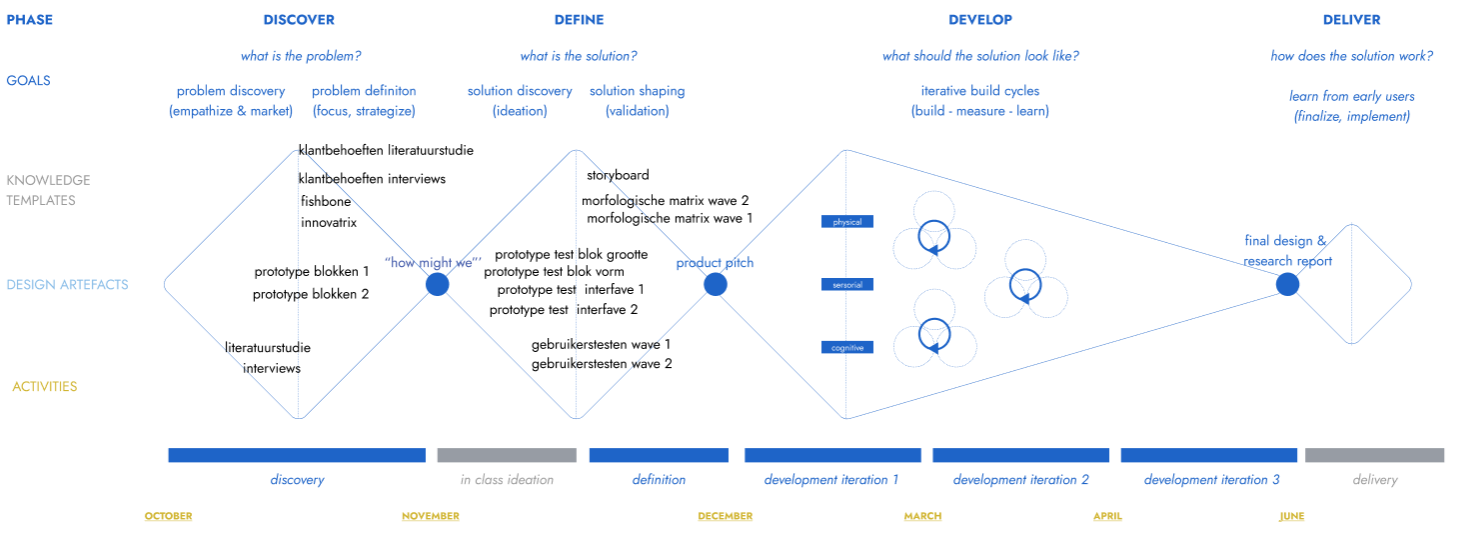 PHASE
DISCOVER
DEFINE
DEVELOP
DELIVER
GOALS
what is the problem?
what is the solution?
what should the solution look like?
how does the solution work?
problem discovery
(empathize & market)
problem definiton
(focus, strategize)
solution discovery
(ideation)
solution shaping
(validation)
iterative build cycles
(build - measure - learn)
learn from early users
(finalize, implement)
KNOWLEDGE
TEMPLATES
klantbehoeften literatuurstudie
klantbehoeften interviews
fishbone
innovatrix
storyboard
morfologische matrix wave 2
morfologische matrix wave 1
physical
DESIGN ARTEFACTS
prototype blokken 1
prototype blokken 2
“how might we”’
prototype test blok grootte
prototype test blok vorm
prototype test interfave 1
prototype test interfave 2
product pitch
sersorial
final design &
research report
ACTIVITIES
literatuurstudie
interviews
gebruikerstesten wave 1
gebruikerstesten wave 2
cognitive
discovery
in class ideation
definition
development iteration 1
development iteration 2
development iteration 3
delivery
OCTOBER
NOVEMBER
DECEMBER
MARCH
APRIL
JUNE